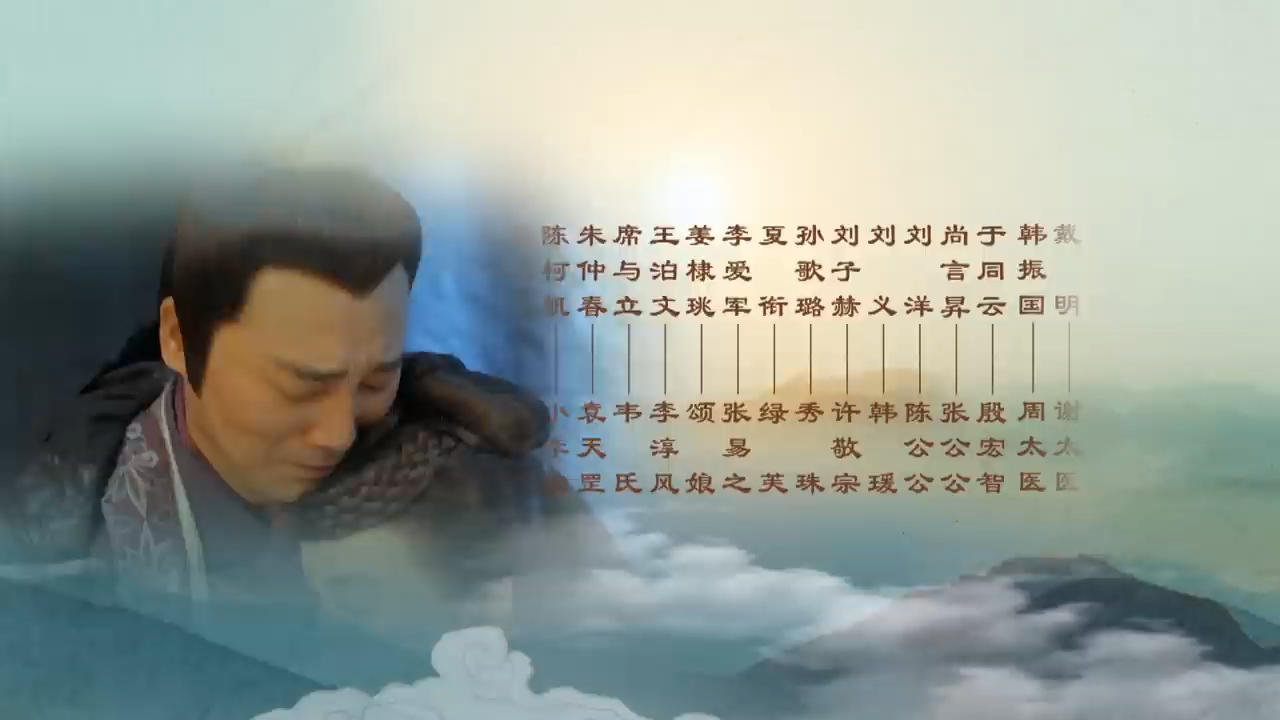 戴明 谢太医
韩振国 周太医
于同云 殷宏智
尚言昇 张公公
刘洋 陈公公
刘义 韩瑗
刘子赫 许敬宗
孙歌璐 秀珠
夏衔 绿芙
李爱军 张易之
姜棣珧 颂娘
王泊文 李淳风
席与立 韦氏
朱仲春 袁天罡
陈柯帆 小